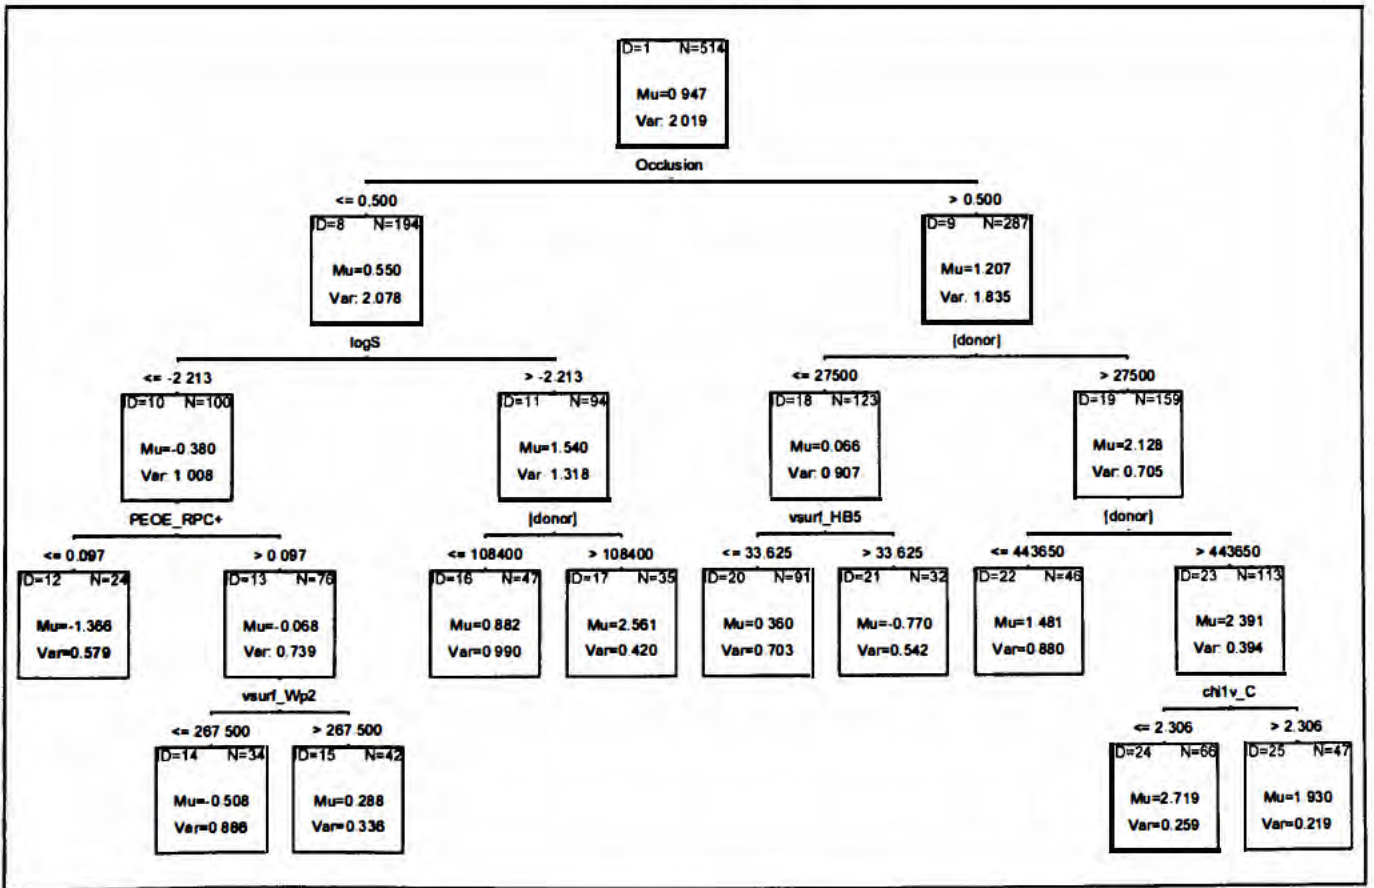 ID=1 N=514
Mu=0 947
Var: 2 019
Occlusion
<= 0.500
> 0.500
ID=8 N=194
Mu=0.550
Var: 2.078
ID=9 N=287
Mu=1.207
Var. 1.835
logS
[donor]
<= -2 213
> -2.213
<= 27500
> 27500
ID=10 N=100
Mu=-0.380
Var: 1 008
ID=11 N=94
Mu=1.540
Var: 1.318
ID=18 N=123
Mu=0.066
Var: 0 907
ID=19 N=159
Mu=2.128
Var: 0.705
PEOE_RPC+
[donor]
vsurf_HB5
[donor]
<= 0.097
> 0.097
<= 108400
> 108400
<= 33.625
> 33 625
<= 443650
> 443650
ID=12 N=24
Mu=-1.366
Var=0.579
ID=13 N=76
Mu=-0.068
Var: 0.739
ID=16 N=47
Mu=0.882
Var=0.990
ID=17 N=35
Mu=2.561
Var=0.420
ID=20 N=91
Mu=0 360
Var=0.703
ID=21 N=32
Mu=-0.770
Var=0.542
ID=22 N=46
Mu=1 481
Var=0.880
ID=23 N=113
Mu=2 391
Var: 0.394
vsurf_Wp2
chi1v_C
<= 267 500
> 267.500
<= 2.306
> 2.306
ID=14 N=34
Mu=-0.508
Var=0 886
ID=15 N=42
Mu=0.288
Var=0.336
ID=24 N=66
Mu=2.719
Var=0.259
ID=25 N=47
Mu=1 930
Var=0.219